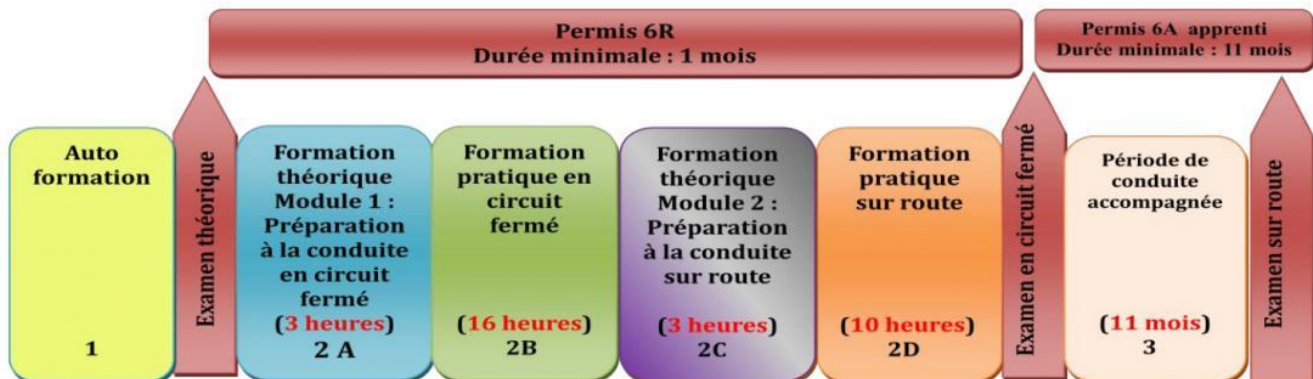 Permis 6R
Durée minimale : 1 mois
Permis 6A apprenti
Durée minimale : 11 mois
Auto
formation
1
Examen théorique
Formation
théorique
Module 1 :
Préparation
à la conduite
en circuit
fermé
(3 heures)
2 A
Formation
pratique en
circuit
fermé
(16 heures)
2B
Formation
théorique
Module 2 :
Préparation
à la conduite
sur route
(3 heures)
2C
Formation
pratique
sur route
(10 heures)
2D
Examen en circuit fermé
Période de
conduite
accompagnée
(11 mois)
3
Examen sur route